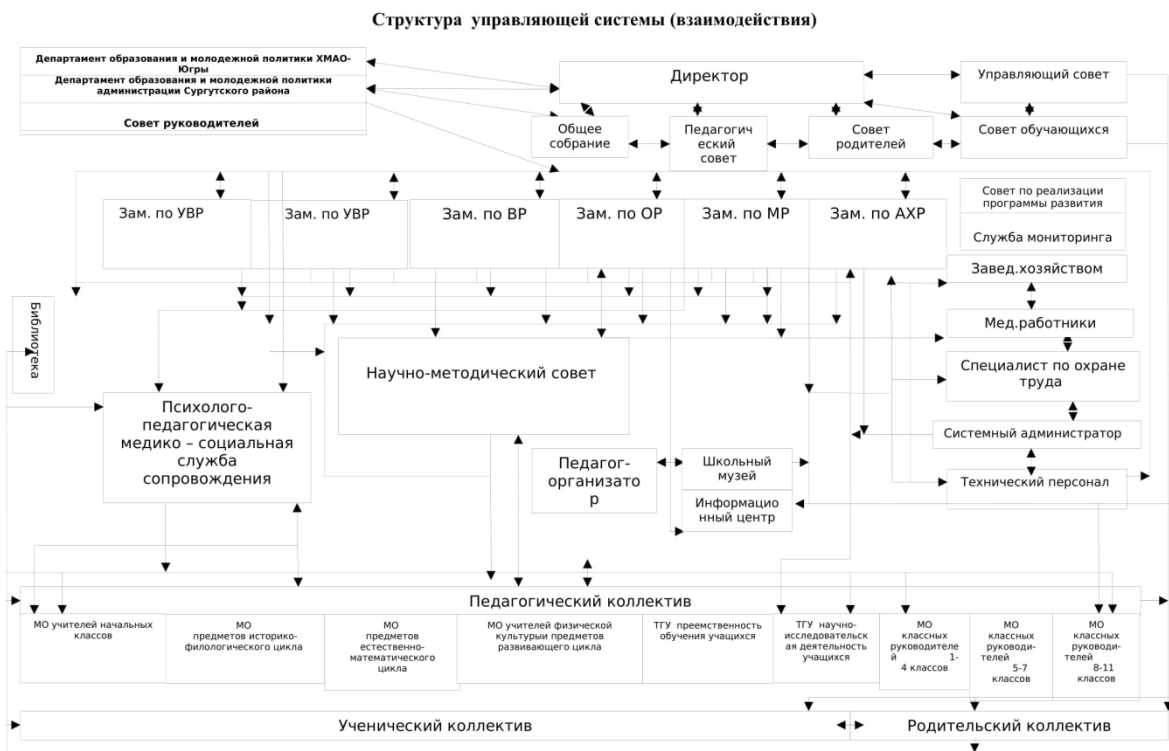 Структура управляющей системы (взаимодействия)
Департамент образования и молодежной политики ХМАО-
Югры
Департамент образования и молодежной политики
администрации Сургутского района
Совет руководителей
Директор
Управляющий совет
Общее
собрание
Педагогич
еский
совет
Совет
родителей
Совет обучающихся
Зам. по УВР
Зам. по УВР
Зам. по ВР
Зам. по ОР
Зам. по МР
Зам. по АХР
Совет по реализации
программы развития
Служба мониторинга
Завед.хозяйством
Мед.работники
Специалист по охране
труда
Системный администратор
Технический персонал
Библиотека
Научно-методический совет
Психолого-
педагогическая
медико – социальная
служба
сопровождения
Педагог-
организато
р
Школьный
музей
Информацио
нный центр
Педагогический коллектив
МО учителей начальных
классов
МО
предметов историко-
филологического цикла
МО
предметов
естественно-
математического
цикла
МО учителей физической
культурыи предметов
развивающего цикла
ТГУ преемственность
обучения учащихся
ТГУ научно-
исследовательск
ая деятельность
учащихся
МО
классных
руководителе
й 1-
4 классов
МО
классных
руководи-
телей
5-7
классов
МО
классных
руководи-
телей
8-11
классов
Ученический коллектив
Родительский коллектив